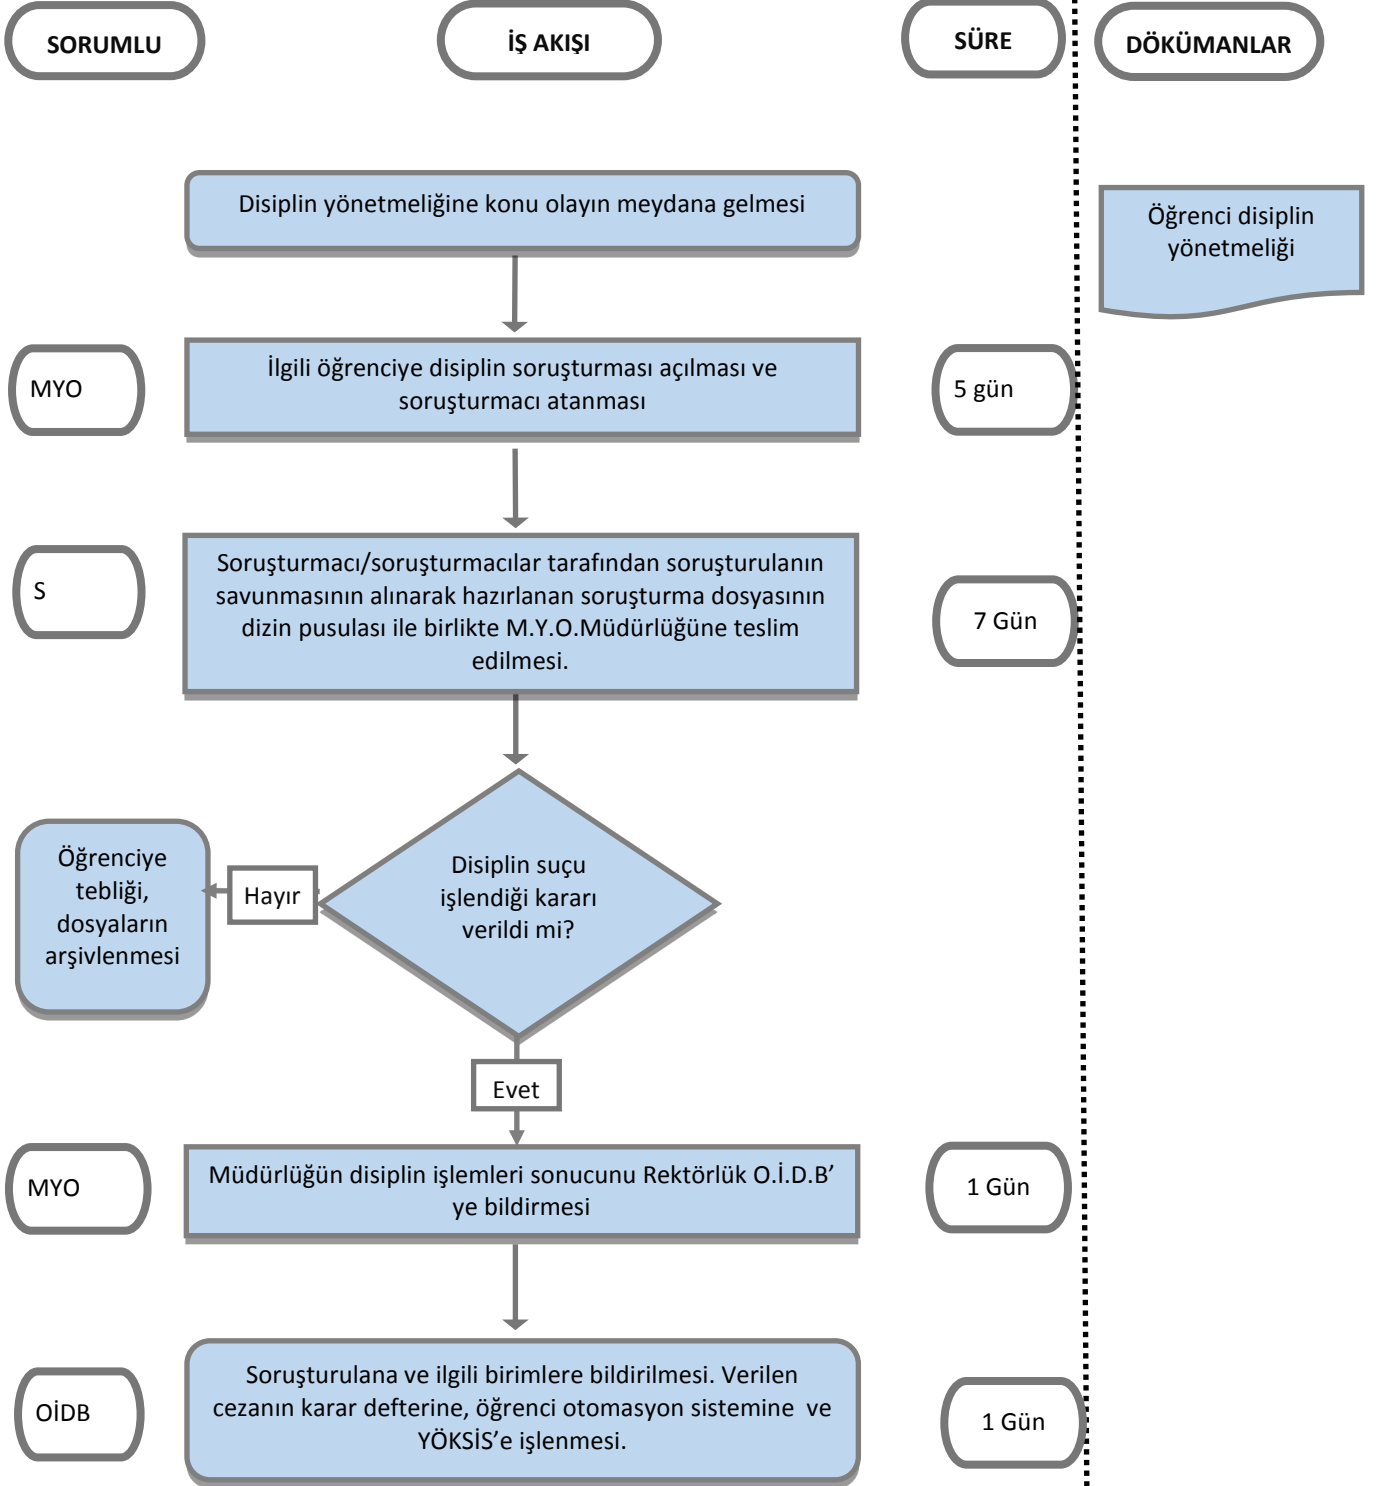 SORUMLU
İŞ AKIŞI
SÜRE
DÖKÜMANLAR
Disiplin yönetmeliğine konu olayın meydana gelmesi
Öğrenci disiplin
yönetmeliği
MYO
İlgili öğrenciye disiplin soruşturması açılması ve
soruşturmacı atanması
5 gün
S
Soruşturmacı/soruşturmacılar tarafından soruşturulanın
savunmasının alınarak hazırlanan soruşturma dosyasının
dizin pusulası ile birlikte M.Y.O.Müdürlüğüne teslim
edilmesi.
7 Gün
Öğrenciye
tebliği,
dosyaların
arşivlenmesi
Hayır
Disiplin suçu
işlendiği kararı
verildi mi?
Evet
MYO
Müdürlüğün disiplin işlemleri sonucunu Rektörlük O.İ.D.B’
ye bildirmesi
1 Gün
OİDB
Soruşturulana ve ilgili birimlere bildirilmesi. Verilen
cezanın karar defterine, öğrenci otomasyon sistemine  ve
YÖKSİS’e işlenmesi.
1 Gün